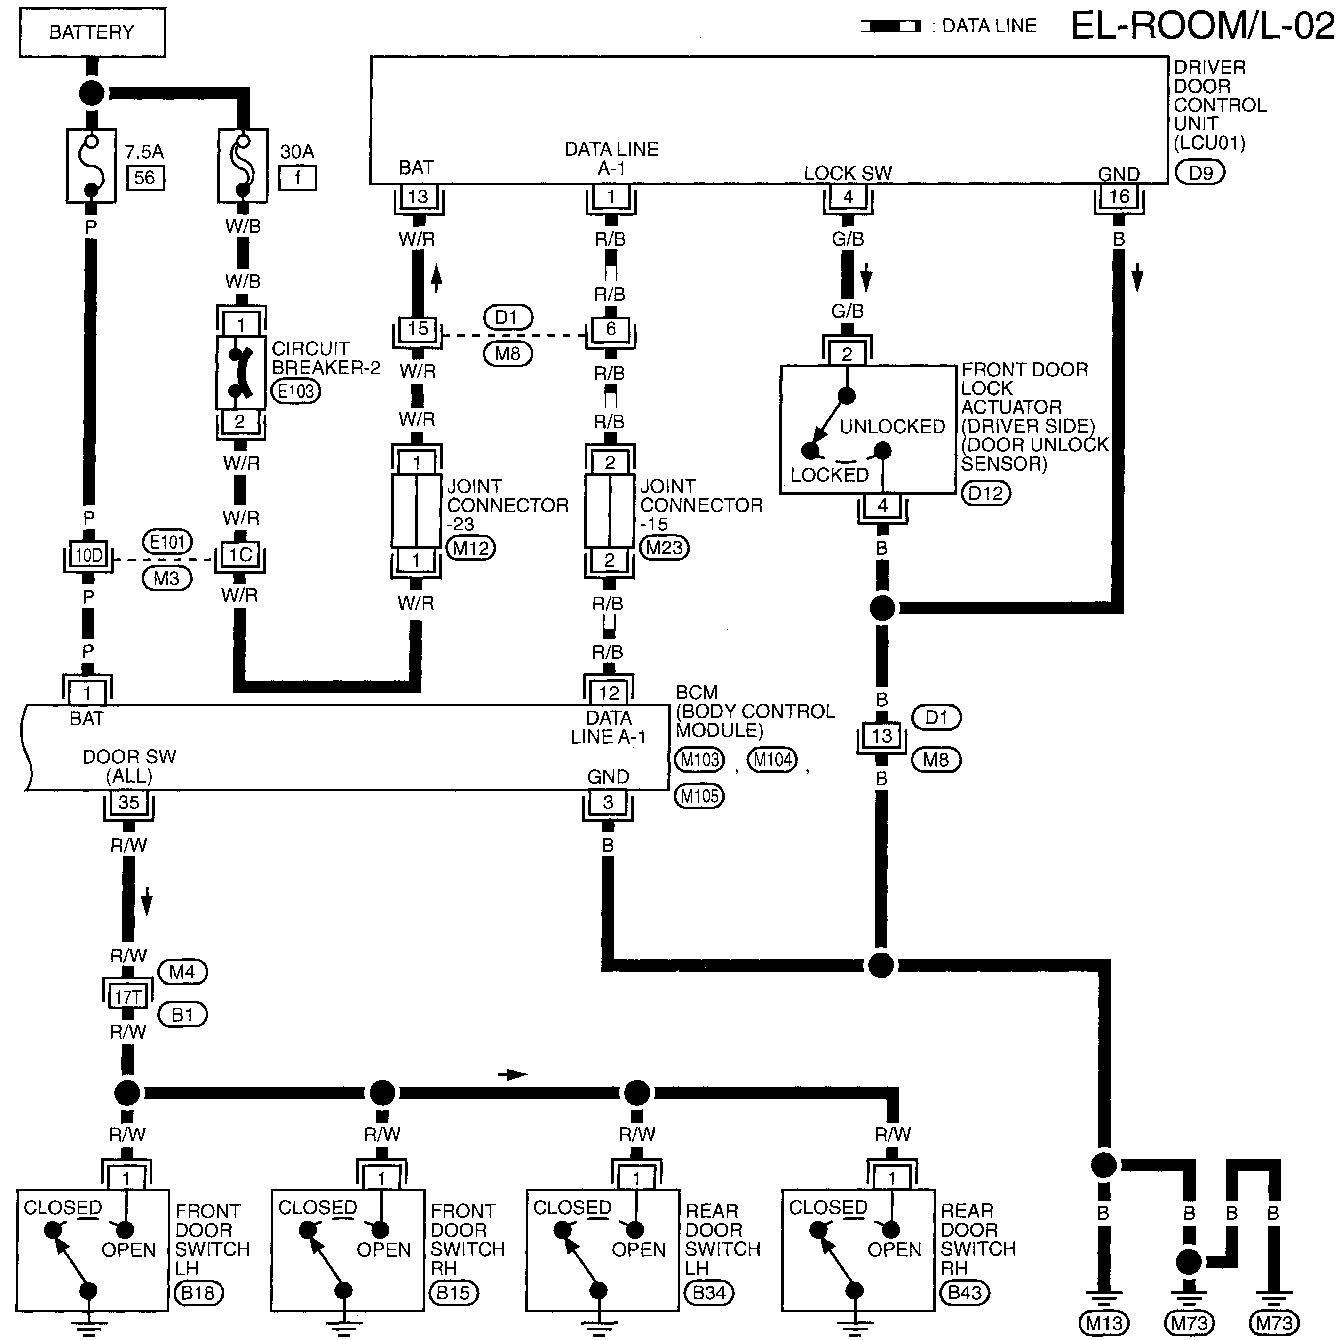 BATTERY
: DATA LINE
EL-ROOM/L-02
DRIVER
DOOR
CONTROL
UNIT
(LCU01)
D9
7.5A
56
30A
f
BAT
DATA LINE
A-1
LOCK SW
GND
13
1
4
16
P
W/B
W/R
R/B
G/B
B
W/B
R/B
G/B
1
15
D1
6
M8
2
CIRCUIT
BREAKER-2
E103
W/R
R/B
FRONT DOOR
LOCK
ACTUATOR
(DRIVER SIDE)
(DOOR UNLOCK
SENSOR)
D12
2
W/R
R/B
UNLOCKED
LOCKED
W/R
1
2
4
JOINT
CONNECTOR
-23
M12
JOINT
CONNECTOR
-15
M23
P
W/R
B
10D
E101
M3
1C
1
2
P
W/R
W/R
R/B
P
R/B
1
12
B
BCM
(BODY CONTROL
MODULE)
M103 , M104 ,
M105
BAT
DATA
LINE A-1
13
D1
M8
DOOR SW
(ALL)
GND
B
35
3
R/W
B
R/W
M4
17T
B1
R/W
R/W
R/W
R/W
R/W
1
1
1
1
CLOSED
OPEN
FRONT
DOOR
SWITCH
LH
B18
CLOSED
OPEN
FRONT
DOOR
SWITCH
RH
B15
CLOSED
OPEN
REAR
DOOR
SWITCH
LH
B34
CLOSED
OPEN
REAR
DOOR
SWITCH
RH
B43
B
B
B
B
M13
M73
M73